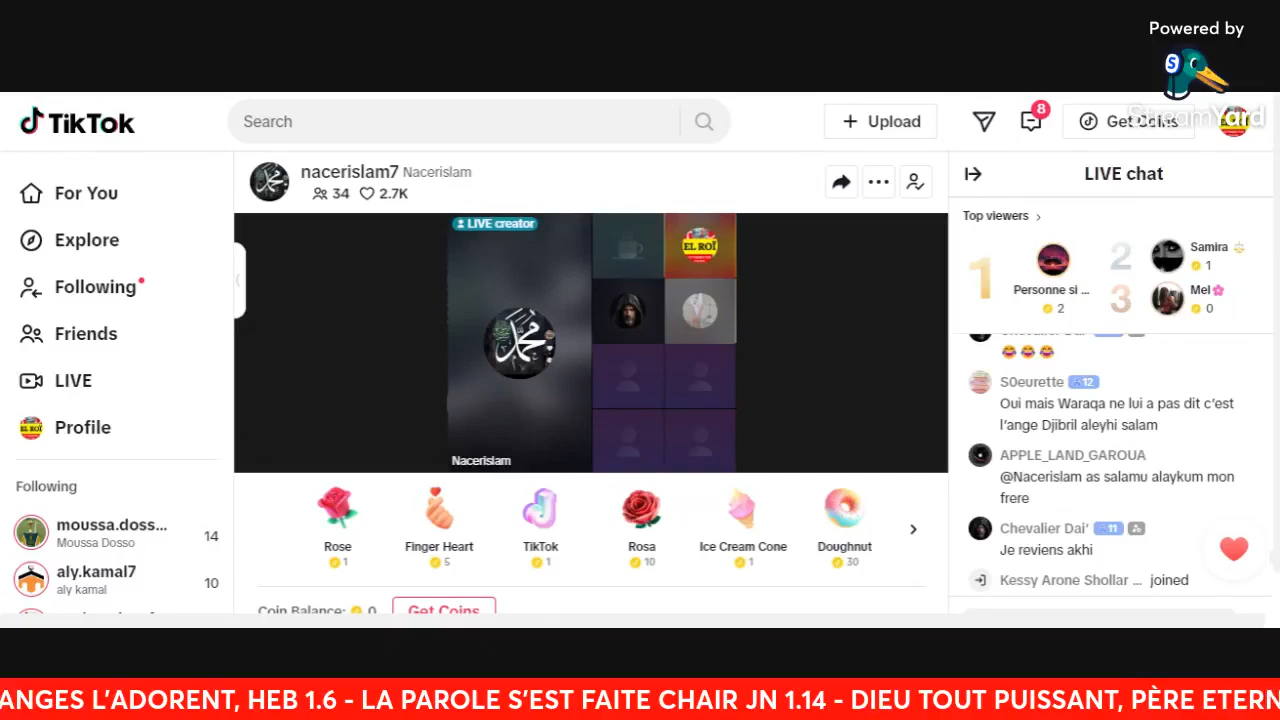 Powered by
StreamYard
TikTok
Search
Upload
8
Get Coins
nacerislam7 Nacerislam
34 2.7K
LIVE chat
For You
Explore
Following
Friends
LIVE
Profile
Following
moussa.doss...
Moussa Dosso
14
aly.kamal7
aly kamal
10
LIVE creator
EL ROÏ
محمد
Nacerislam
Rose
1
Finger Heart
5
TikTok
1
Rosa
10
Ice Cream Cone
1
Doughnut
30
Coin Balance: 0
Get Coins
Top viewers
1
Personne si ...
2
2
Samira
1
3
Mel
0
Chevalier Dai'
S0eurette 12
Oui mais Waraqa ne lui a pas dit c'est
l'ange Djibril aleyhi salam
APPLE_LAND_GAROUA
@Nacerislam as salamu alaykum mon
frere
Chevalier Dai' 11
Je reviens akhi
Kessy Arone Shollar ... joined
ANGES L'ADORENT, HEB 1.6 - LA PAROLE S'EST FAITE CHAIR JN 1.14 - DIEU TOUT PUISSANT, PÈRE ETERN